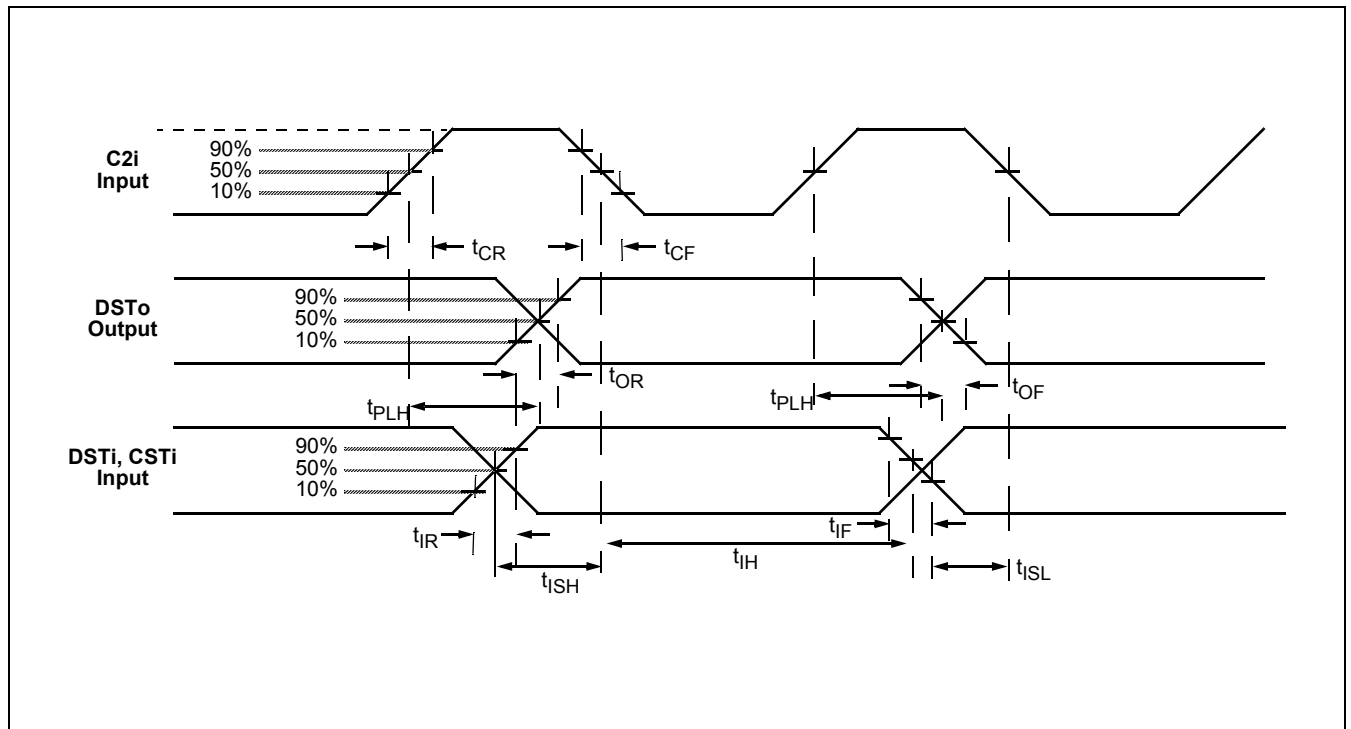 C2i
Input
90%
50%
10%
tCR
tCF
DSTo
Output
90%
50%
10%
tOR
tOF
tPLH
tPLH
DSTi, CSTi
Input
90%
50%
10%
tIR
tIF
tISH
tIH
tISL